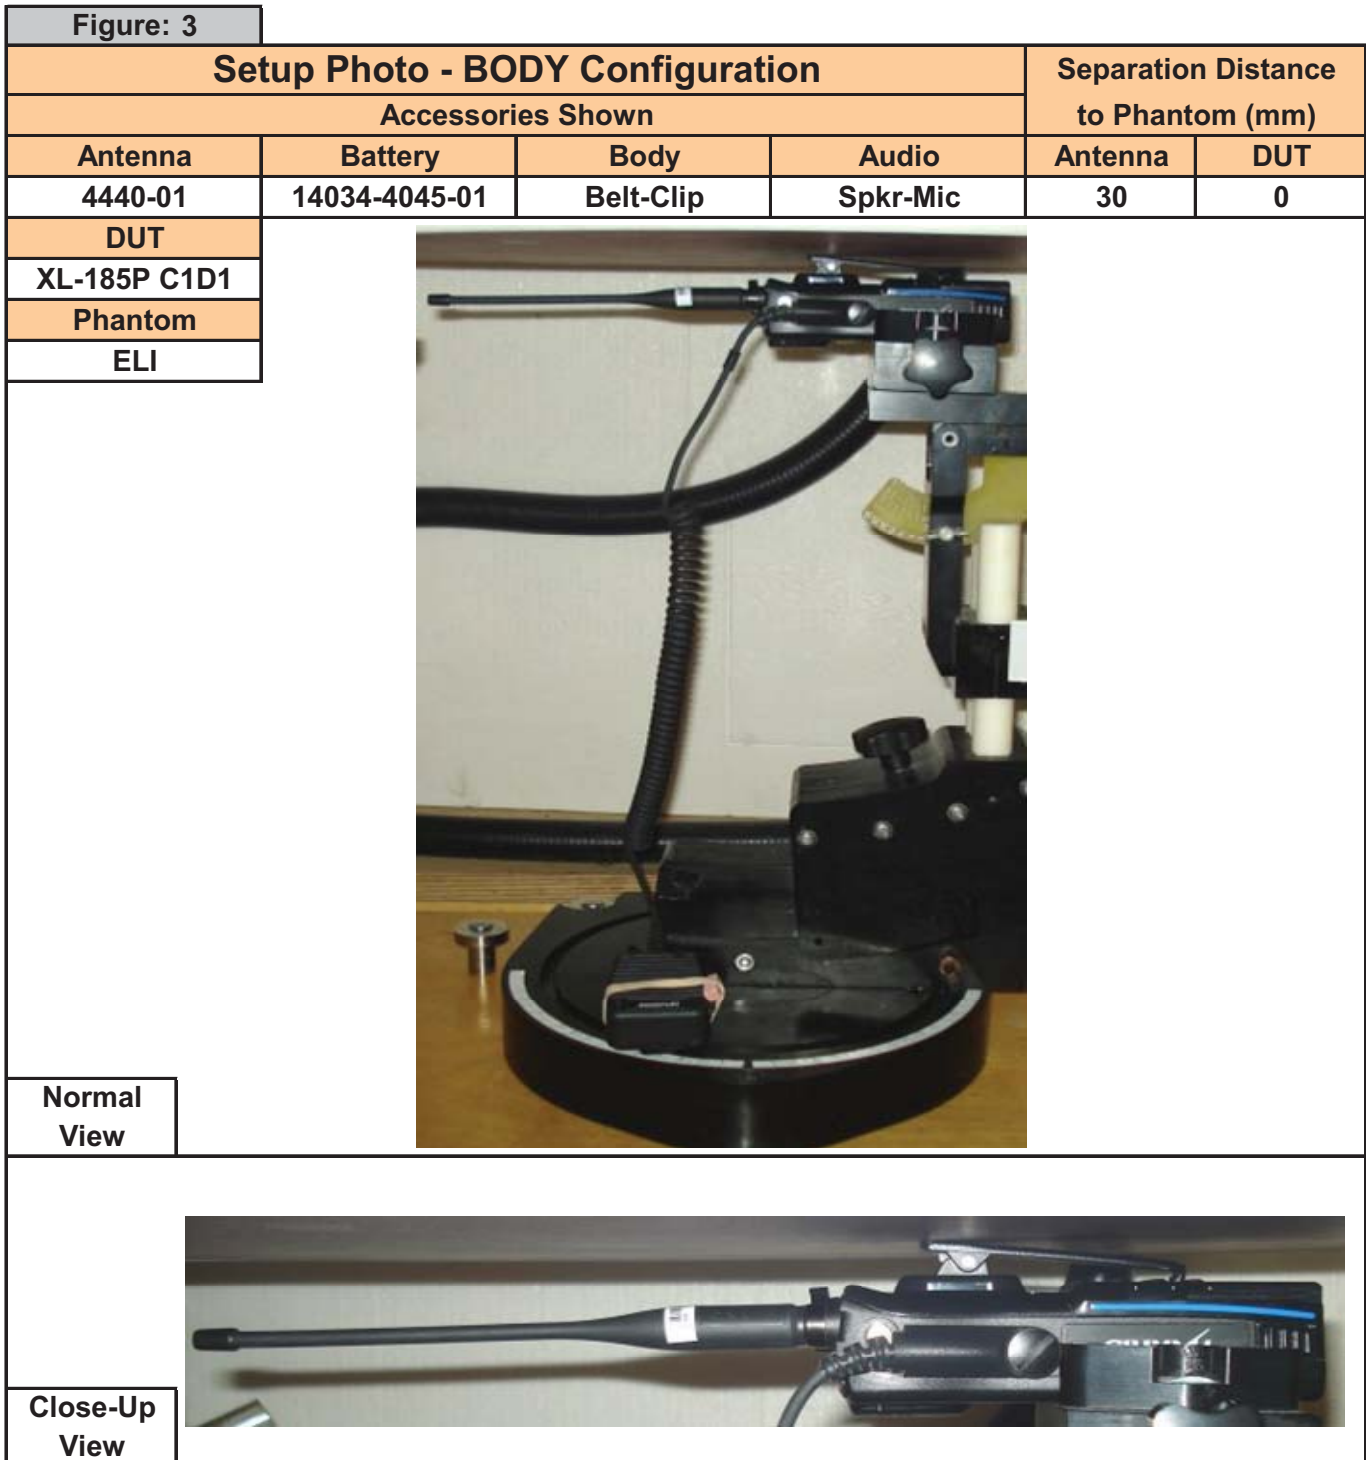 Figure: 3
Setup Photo - BODY Configuration
Separation Distance
to Phantom (mm)
Accessories Shown
Antenna Battery Body Audio Antenna DUT
4440-01 14034-4045-01 Belt-Clip Spkr-Mic 30 0
DUT
XL-185P C1D1
Phantom
ELI
Normal
View
Close-Up
View